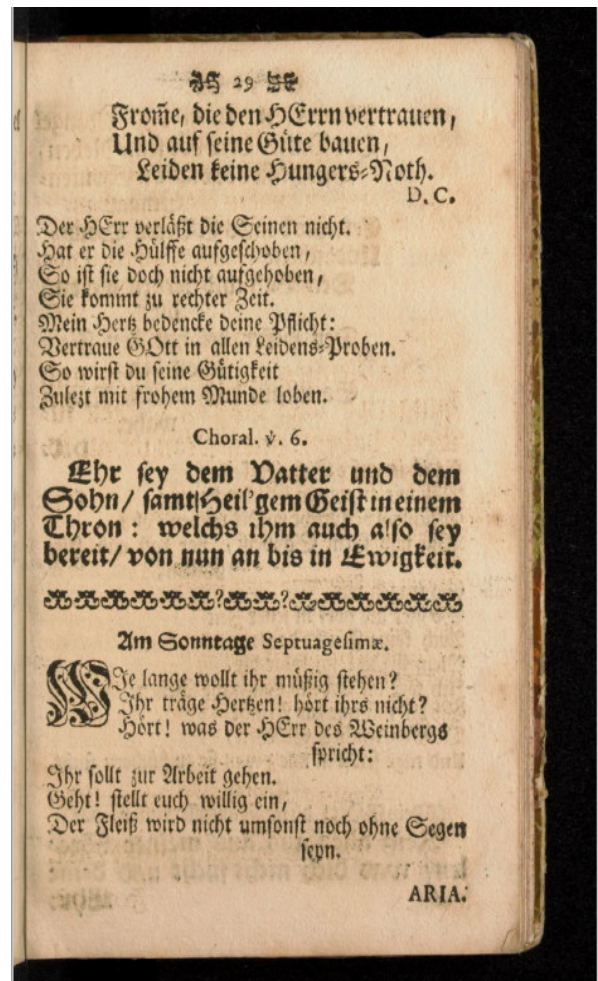 29
From̃e, die den HErrn vertrauen,
Und auf seine Güte bauen,
Leiden keine Hungers-Noth.
D. C.
Der HErr verläßt die Seinen nicht.
Hat er die Hülffe aufgeschoben,
So ist sie doch nicht aufgehoben,
Sie kommt zu rechter Zeit.
Mein Hertz bedencke deine Pflicht:
Vertraue GOtt in allen Leidens-Proben.
So wirst du seine Gütigkeit
Zulezt mit frohem Munde loben.
Choral. v. 6.
Ehr sey dem Vatter und dem
Sohn/ samt Heil'gem Geist in einem
Thron: welchs ihm auch also sey
bereit/ von nun an bis in Ewigkeit.
Am Sonntage Septuagesimæ.
WIe lange wollt ihr müßig stehen?
Ihr träge Hertzen! hört ihrs nicht?
Hört! was der HErr des Weinbergs
spricht:
Ihr sollt zur Arbeit gehen.
Geht! stellt euch willig ein,
Der Fleiß wird nicht umsonst noch ohne Segen
seyn.
ARIA.